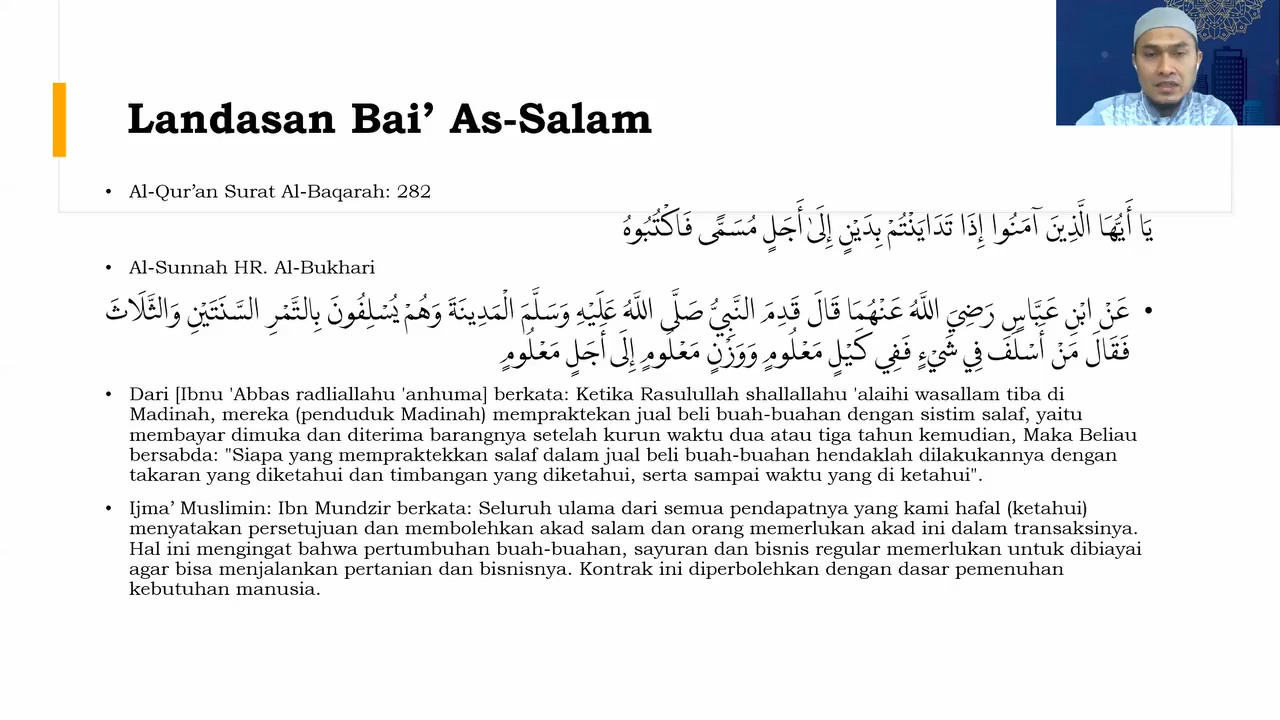 Landasan Bai’ As-Salam
• Al-Qur’an Surat Al-Baqarah: 282
يَا أَيُّهَا الَّذِينَ آمَنُوا إِذَا تَدَايَنْتُمْ بِدَيْنٍ إِلَىٰ أَجَلٍ مُسَمًّى فَاكْتُبُوهُ
• Al-Sunnah HR. Al-Bukhari
• عَنْ ابْنِ عَبَّاسٍ رَضِيَ اللَّهُ عَنْهُمَا قَالَ قَدِمَ النَّبِيُّ صَلَّى اللَّهُ عَلَيْهِ وَسَلَّمَ الْمَدِينَةَ وَهُمْ يُسْلِفُونَ بِالتَّمْرِ السَّنَتَيْنِ وَالثَّلَاثَ
فَقَالَ مَنْ أَسْلَفَ فِي شَيْءٍ فَفِي كَيْلٍ مَعْلُومٍ وَوَزْنٍ مَعْلُومٍ إِلَى أَجَلٍ مَعْلُومٍ
• Dari [Ibnu 'Abbas radliallahu 'anhuma] berkata: Ketika Rasulullah shallallahu 'alaihi wasallam tiba di
Madinah, mereka (penduduk Madinah) mempraktekan jual beli buah-buahan dengan sistim salaf, yaitu
membayar dimuka dan diterima barangnya setelah kurun waktu dua atau tiga tahun kemudian, Maka Beliau
bersabda: "Siapa yang mempraktekkan salaf dalam jual beli buah-buahan hendaklah dilakukannya dengan
takaran yang diketahui dan timbangan yang diketahui, serta sampai waktu yang di ketahui".
• Ijma’ Muslimin: Ibn Mundzir berkata: Seluruh ulama dari semua pendapatnya yang kami hafal (ketahui)
menyatakan persetujuan dan membolehkan akad salam dan orang memerlukan akad ini dalam transaksinya.
Hal ini mengingat bahwa pertumbuhan buah-buahan, sayuran dan bisnis regular memerlukan untuk dibiayai
agar bisa menjalankan pertanian dan bisnisnya. Kontrak ini diperbolehkan dengan dasar pemenuhan
kebutuhan manusia.